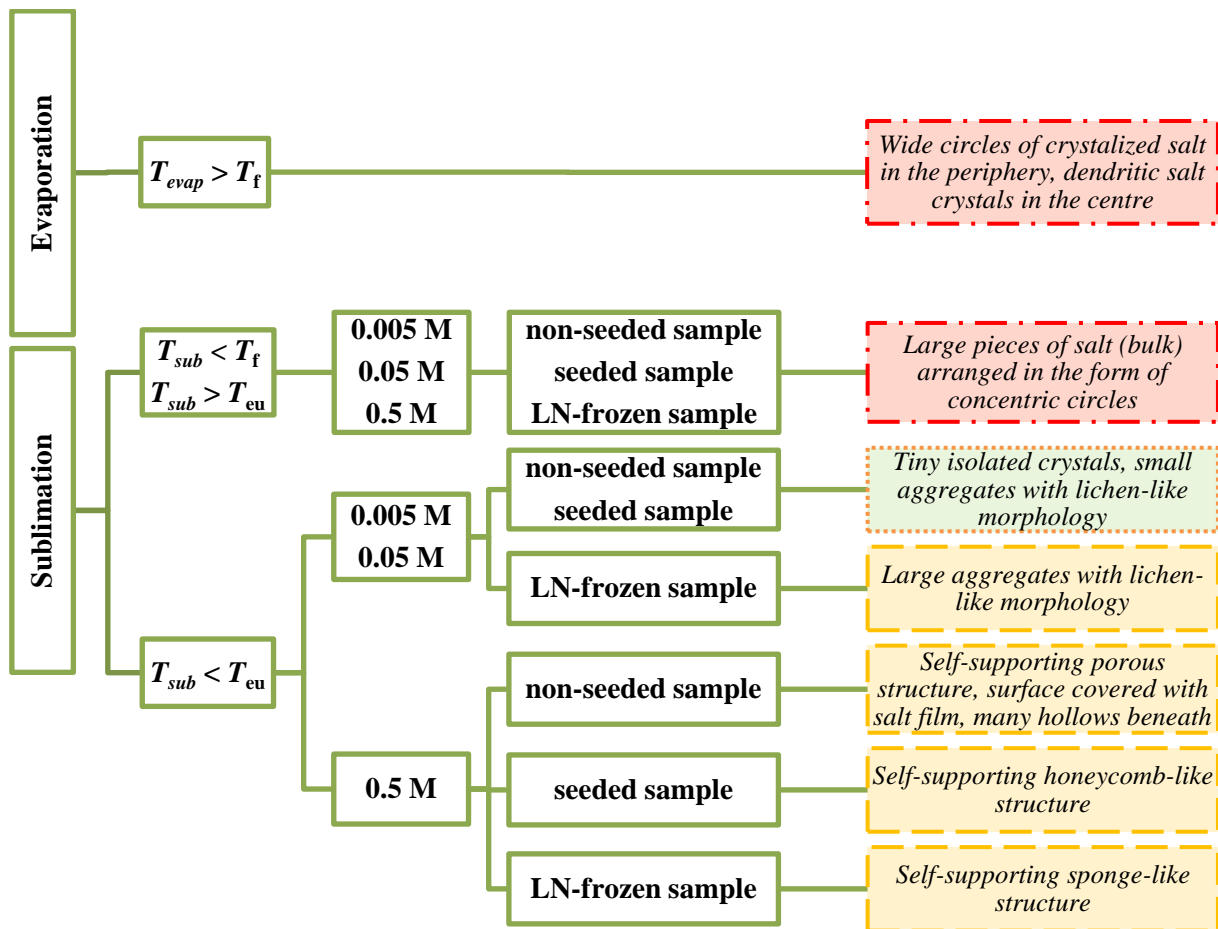 Evaporation
T_evap > T_f
Wide circles of crystalized salt
in the periphery, dendritic salt
crystals in the centre
Sublimation
T_sub < T_f
T_sub > T_eu
0.005 M
0.05 M
0.5 M
non-seeded sample
seeded sample
LN-frozen sample
Large pieces of salt (bulk)
arranged in the form of
concentric circles
T_sub < T_eu
0.005 M
0.05 M
non-seeded sample
seeded sample
Tiny isolated crystals, small
aggregates with lichen-like
morphology
LN-frozen sample
Large aggregates with lichen-
like morphology
0.5 M
non-seeded sample
Self-supporting porous
structure, surface covered with
salt film, many hollows beneath
seeded sample
Self-supporting honeycomb-like
structure
LN-frozen sample
Self-supporting sponge-like
structure